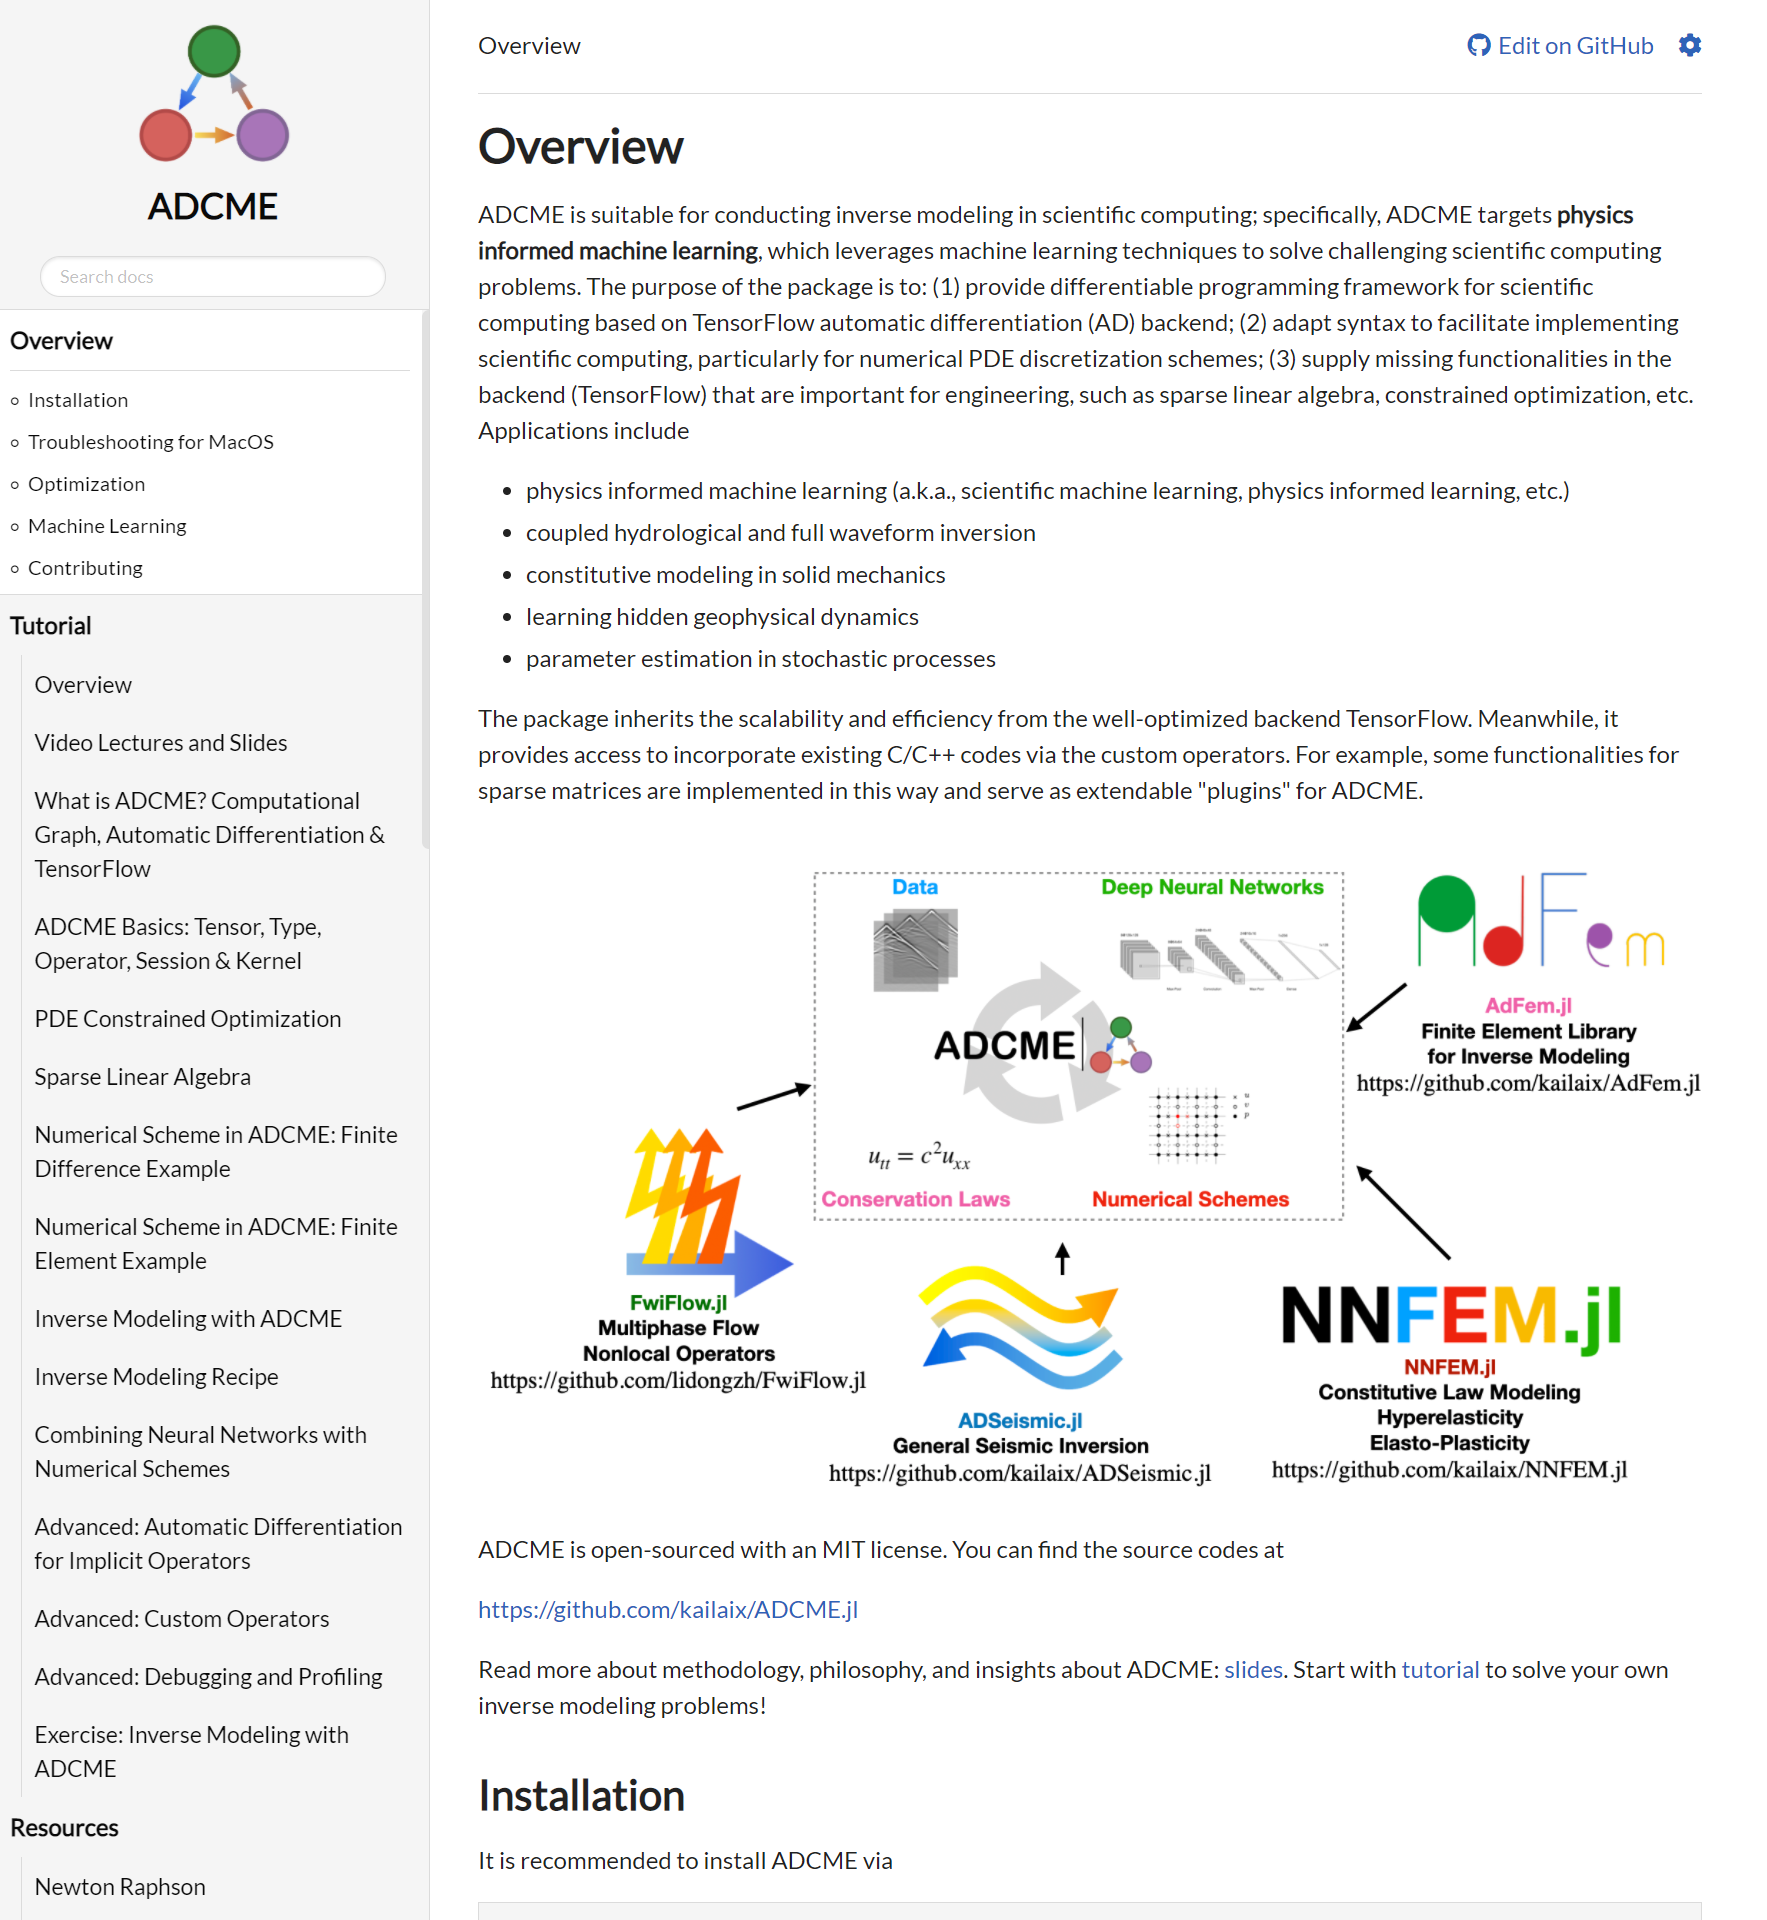 ADCME
Search docs
Overview
Installation
Troubleshooting for MacOS
Optimization
Machine Learning
Contributing
Tutorial
Overview
Video Lectures and Slides
What is ADCME? Computational
Graph, Automatic Differentiation &
TensorFlow
ADCME Basics: Tensor, Type,
Operator, Session & Kernel
PDE Constrained Optimization
Sparse Linear Algebra
Numerical Scheme in ADCME: Finite
Difference Example
Numerical Scheme in ADCME: Finite
Element Example
Inverse Modeling with ADCME
Inverse Modeling Recipe
Combining Neural Networks with
Numerical Schemes
Advanced: Automatic Differentiation
for Implicit Operators
Advanced: Custom Operators
Advanced: Debugging and Profiling
Exercise: Inverse Modeling with
ADCME
Resources
Newton Raphson
Overview
Edit on GitHub
Overview
ADCME is suitable for conducting inverse modeling in scientific computing; specifically, ADCME targets physics
informed machine learning, which leverages machine learning techniques to solve challenging scientific computing
problems. The purpose of the package is to: (1) provide differentiable programming framework for scientific
computing based on TensorFlow automatic differentiation (AD) backend; (2) adapt syntax to facilitate implementing
scientific computing, particularly for numerical PDE discretization schemes; (3) supply missing functionalities in the
backend (TensorFlow) that are important for engineering, such as sparse linear algebra, constrained optimization, etc.
Applications include
physics informed machine learning (a.k.a., scientific machine learning, physics informed learning, etc.)
coupled hydrological and full waveform inversion
constitutive modeling in solid mechanics
learning hidden geophysical dynamics
parameter estimation in stochastic processes
The package inherits the scalability and efficiency from the well-optimized backend TensorFlow. Meanwhile, it
provides access to incorporate existing C/C++ codes via the custom operators. For example, some functionalities for
sparse matrices are implemented in this way and serve as extendable "plugins" for ADCME.
Data
Deep Neural Networks
ADCME
u_tt = c²u_xx
Conservation Laws
Numerical Schemes
AdFem
AdFem.jl
Finite Element Library
for Inverse Modeling
https://github.com/kailaix/AdFem.jl
FwiFlow.jl
Multiphase Flow
Nonlocal Operators
https://github.com/lidongzh/FwiFlow.jl
ADSeismic.jl
General Seismic Inversion
https://github.com/kailaix/ADSeismic.jl
NNFEM.jl
NNFEM.jl
Constitutive Law Modeling
Hyperelasticity
Elasto-Plasticity
https://github.com/kailaix/NNFEM.jl
ADCME is open-sourced with an MIT license. You can find the source codes at
https://github.com/kailaix/ADCME.jl
Read more about methodology, philosophy, and insights about ADCME: slides. Start with tutorial to solve your own
inverse modeling problems!
Installation
It is recommended to install ADCME via